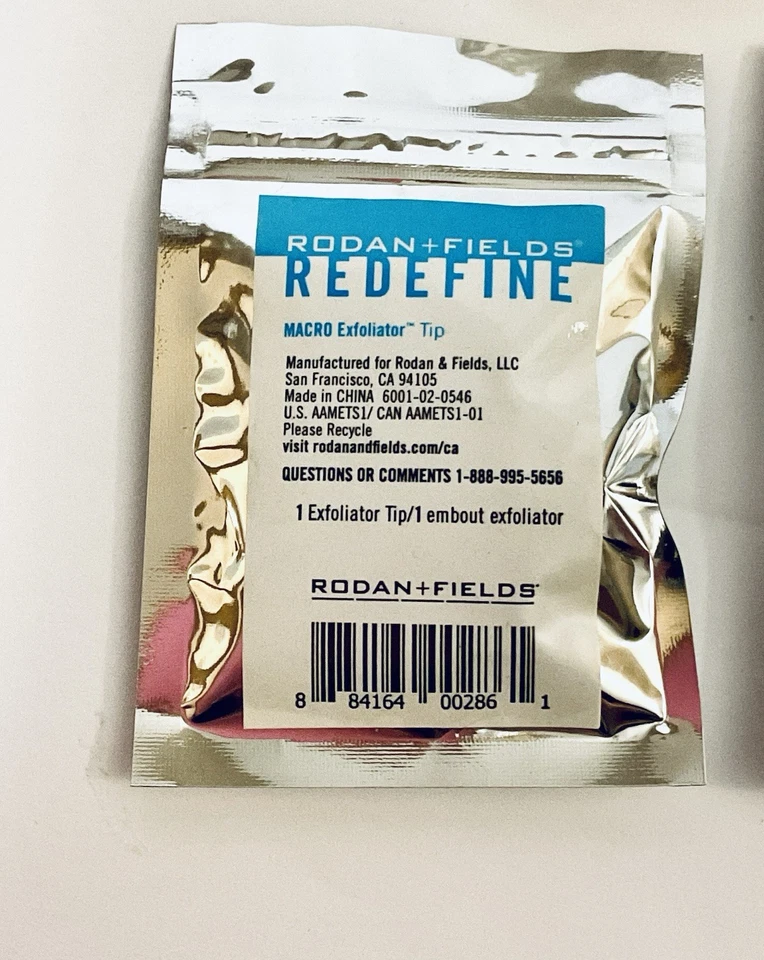 RODAN+FIELDS®
REDEFINE
MACRO Exfoliator™ Tip
Manufactured for Rodan & Fields, LLC
San Francisco, CA 94105
Made in CHINA 6001-02-0546
U.S. AAMETS1/ CAN AAMETS1-01
Please Recycle
visit rodanandfields.com/ca
QUESTIONS OR COMMENTS 1-888-995-5656
1 Exfoliator Tip/1 embout exfoliator
RODAN+FIELDS®
8 84164 00286 1